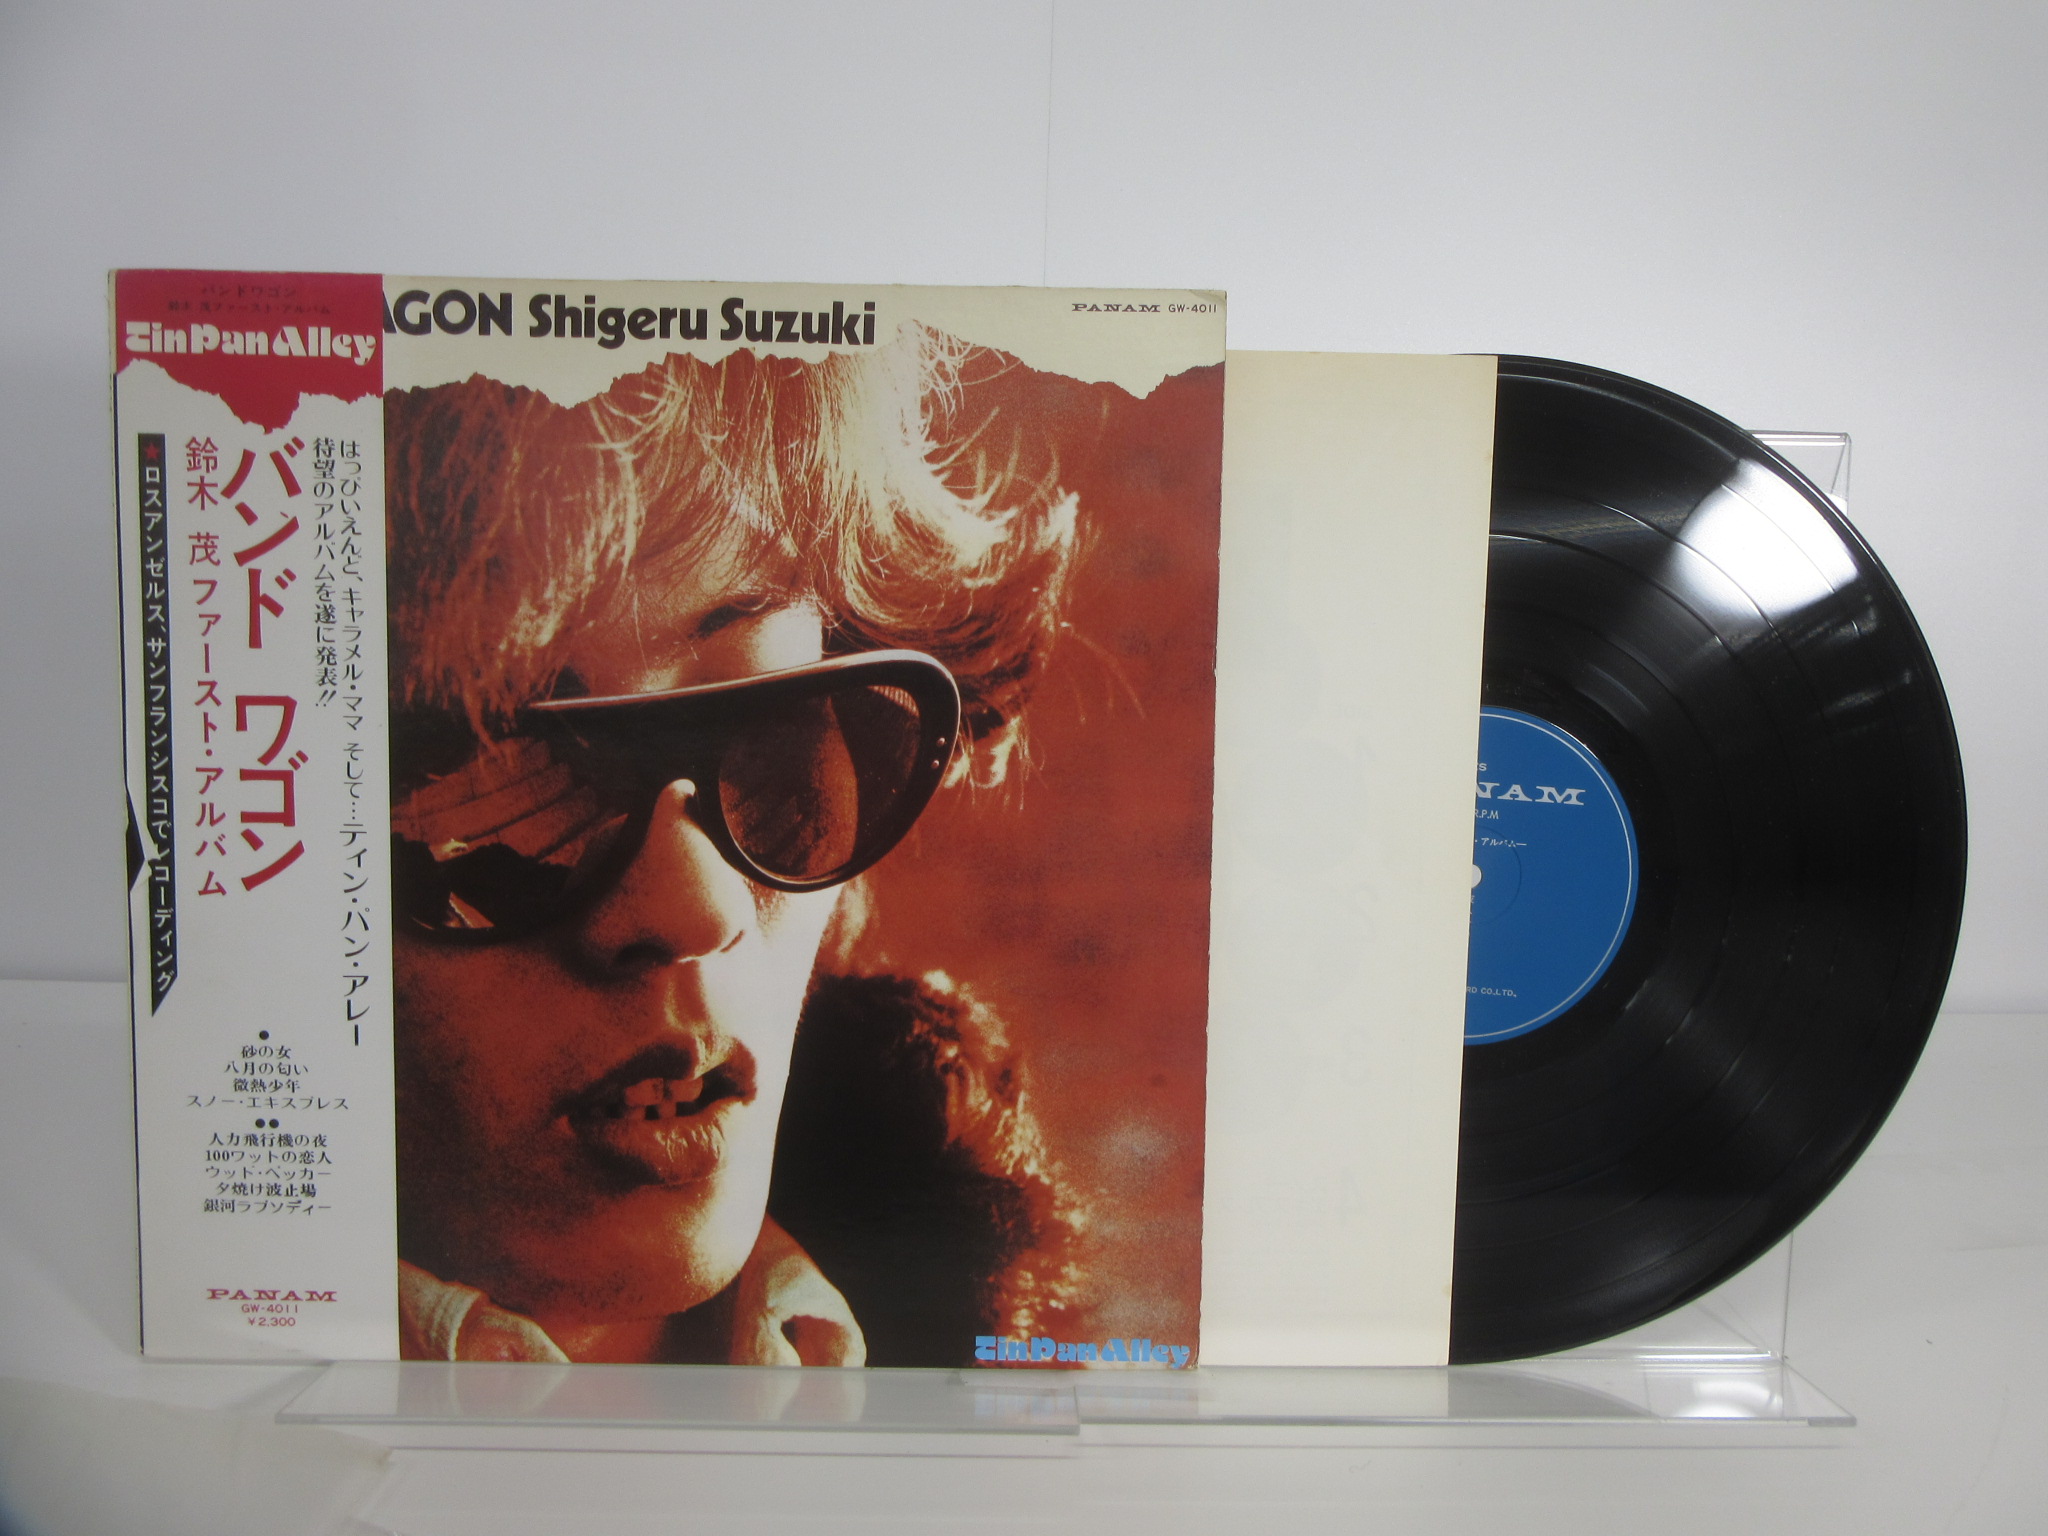 バンドワゴン
鈴木 茂ファースト・アルバム
Tin Pan Alley
はっぴいえんど、キャラメル・ママ そして…ティン・パン・アレー
待望のアルバムを遂に発表!!
バンド ワゴン
鈴木 茂 ファースト・アルバム
★ロスアンゼルス、サンフランシスコでレコーディング
●
砂の女
八月の匂い
微熱少年
スノー・エキスプレス
●●
人力飛行機の夜
100ワットの恋人
ウッド・ペッカー
夕焼け波止場
銀河ラプソディー
PANAM
GW-4011
¥2,300
AGON Shigeru Suzuki
PANAM GW-4011
Tin Pan Alley
NAM
R.P.M
・アルバム—
RD CO.,LTD.